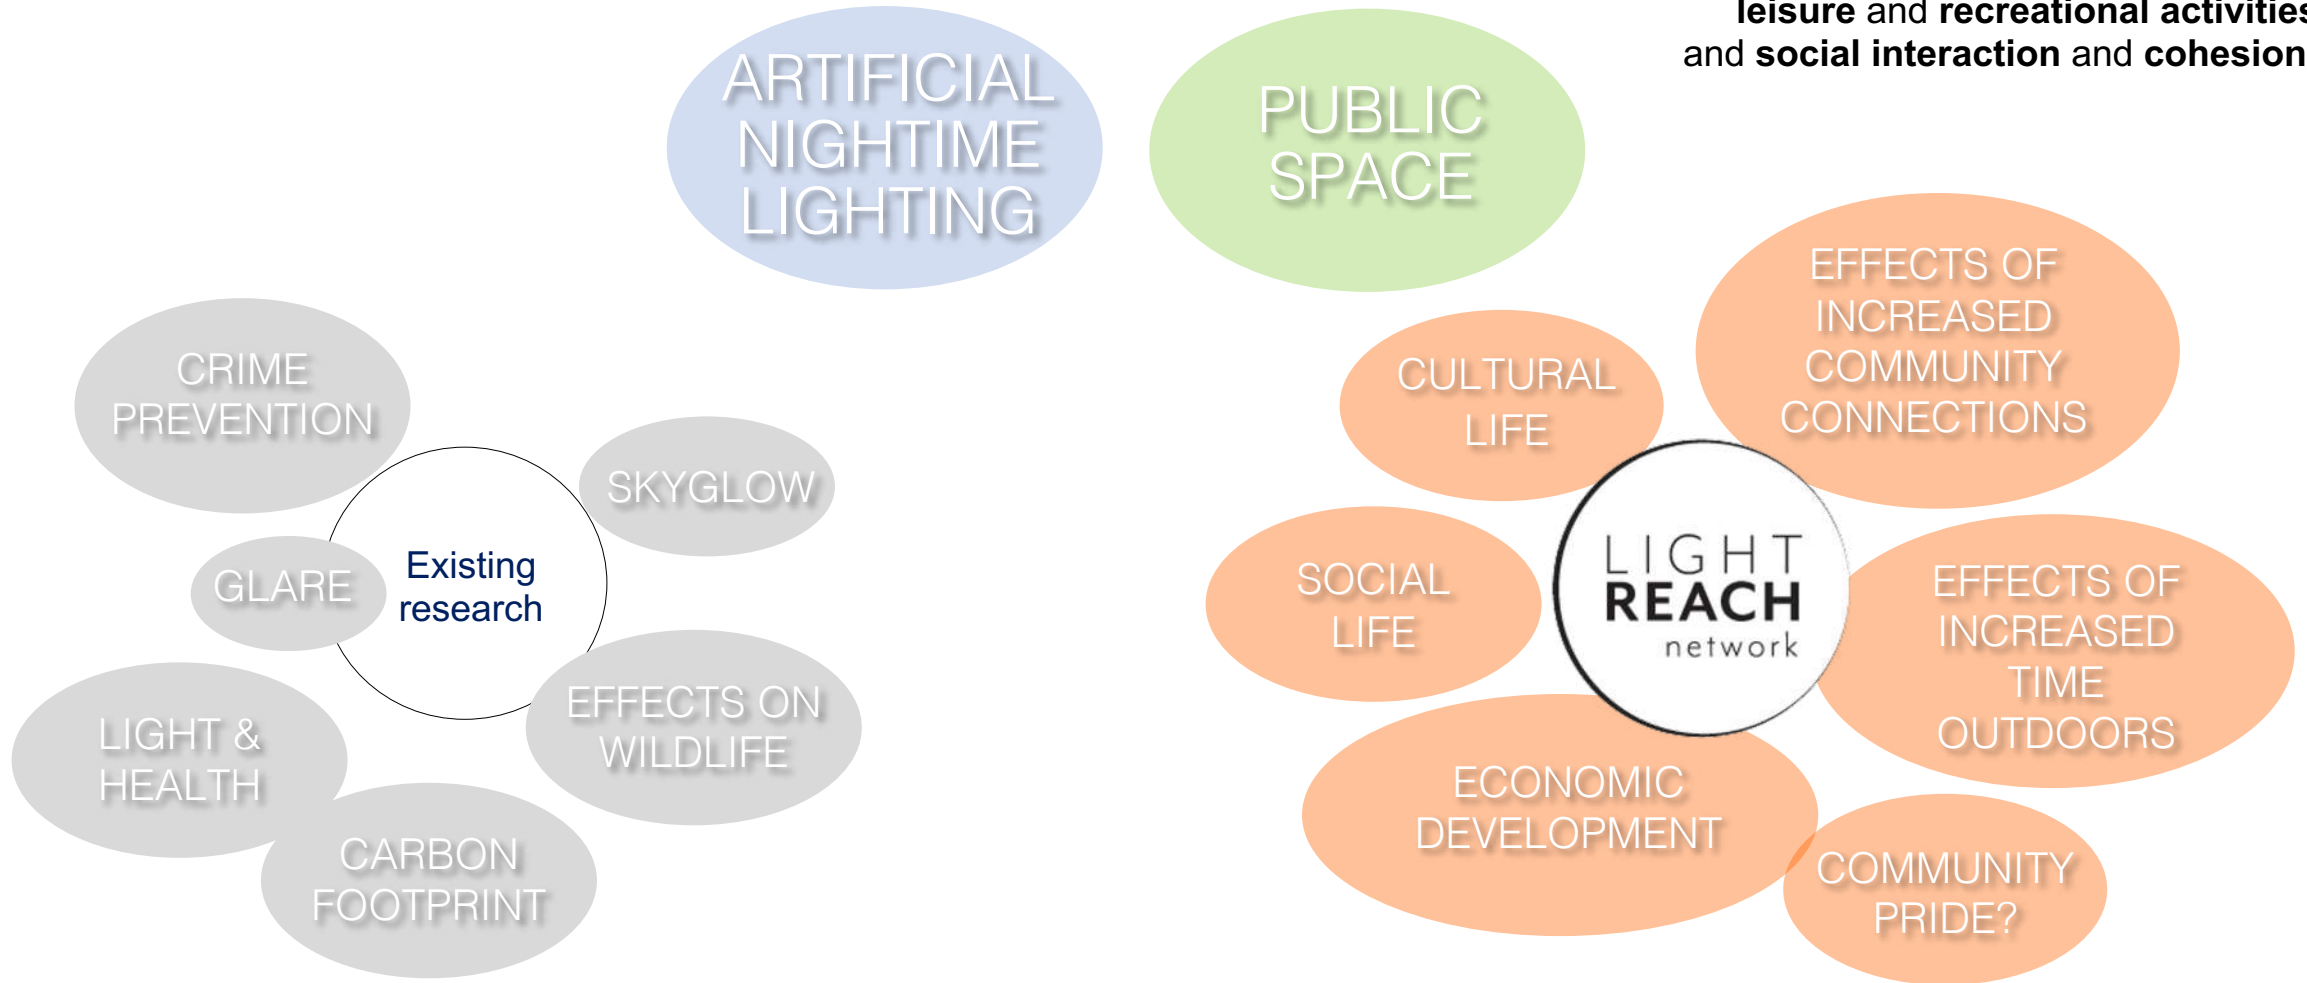 leisure and recreational activities
and social interaction and cohesion
ARTIFICIAL
NIGHTIME
LIGHTING
PUBLIC
SPACE
CRIME
PREVENTION
SKYGLOW
GLARE
Existing
research
LIGHT &
HEALTH
EFFECTS ON
WILDLIFE
CARBON
FOOTPRINT
CULTURAL
LIFE
EFFECTS OF
INCREASED
COMMUNITY
CONNECTIONS
SOCIAL
LIFE
LIGHT
REACH
network
EFFECTS OF
INCREASED
TIME
OUTDOORS
ECONOMIC
DEVELOPMENT
COMMUNITY
PRIDE?